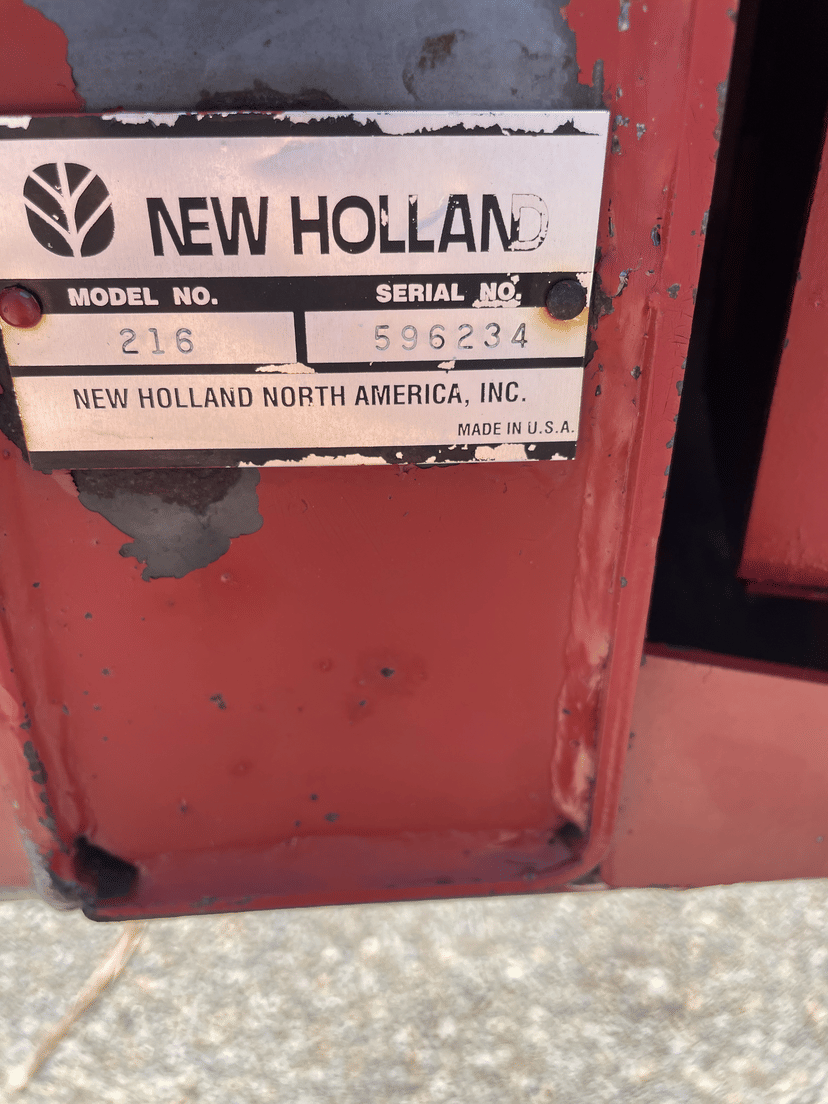 NEW HOLLAND
MODEL NO. SERIAL NO.
216 596234
NEW HOLLAND NORTH AMERICA, INC.
MADE IN U.S.A.